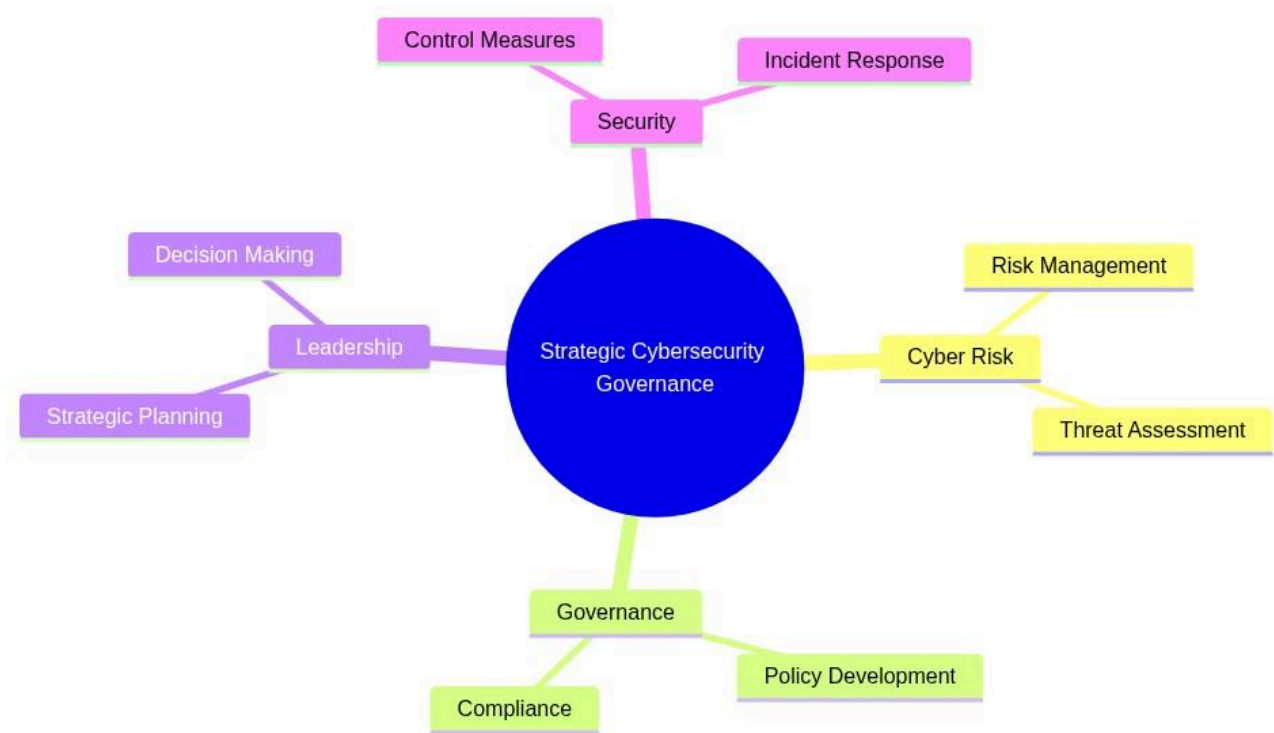 Control Measures
Incident Response
Security
Decision Making
Risk Management
Leadership
Strategic Cybersecurity
Governance
Cyber Risk
Strategic Planning
Threat Assessment
Governance
Policy Development
Compliance